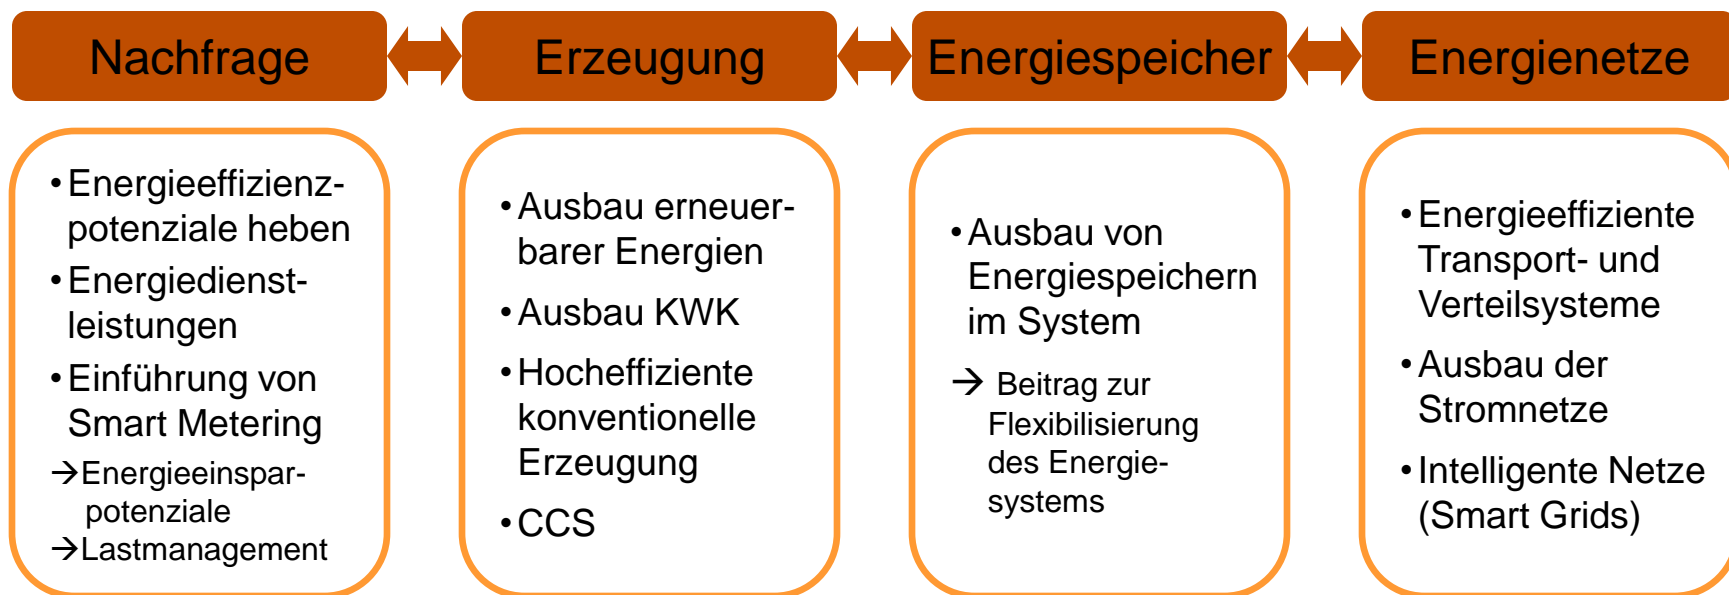 Nachfrage
Erzeugung
Energiespeicher
Energienetze
•Energieeffizienz-
potenziale heben
•Energiedienst-
leistungen
•Einführung von
Smart Metering
→Energieeinspar-
potenziale
→Lastmanagement
•Ausbau erneuer-
barer Energien
•Ausbau KWK
•Hocheffiziente
konventionelle
Erzeugung
•CCS
•Ausbau von
Energiespeichern
im System
→ Beitrag zur
Flexibilisierung
des Energie-
systems
•Energieeffiziente
Transport- und
Verteilsysteme
•Ausbau der
Stromnetze
•Intelligente Netze
(Smart Grids)